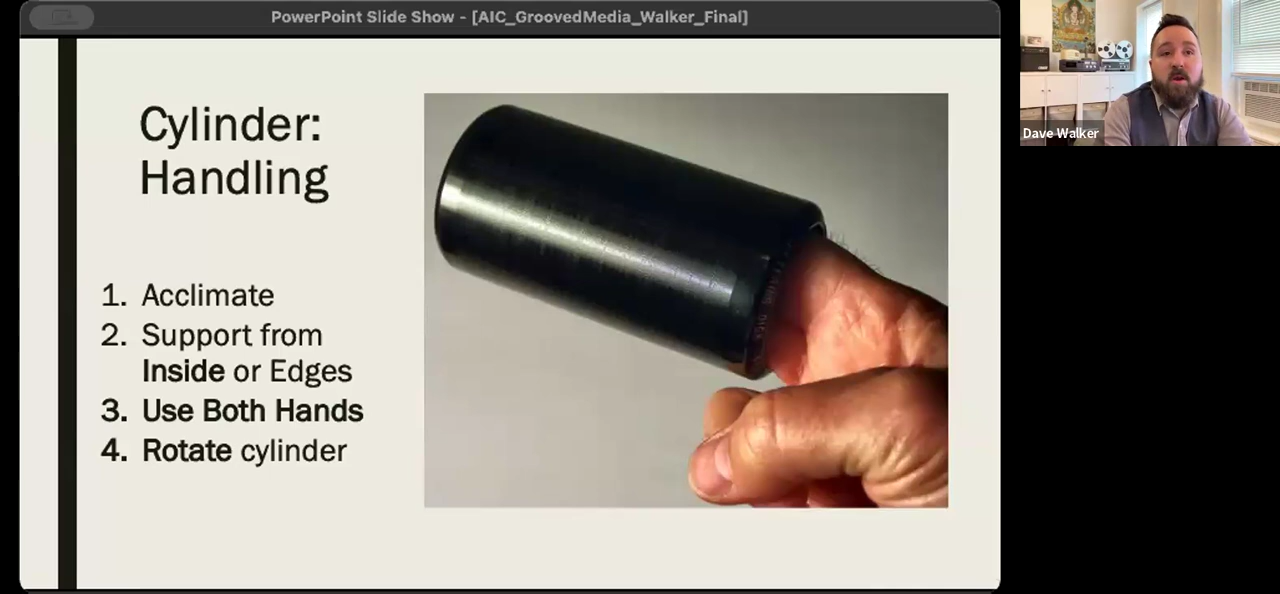 PowerPoint Slide Show - [AIC_GroovedMedia_Walker_Final]
Cylinder:
Handling
1. Acclimate
2. Support from
Inside or Edges
3. Use Both Hands
4. Rotate cylinder
Dave Walker